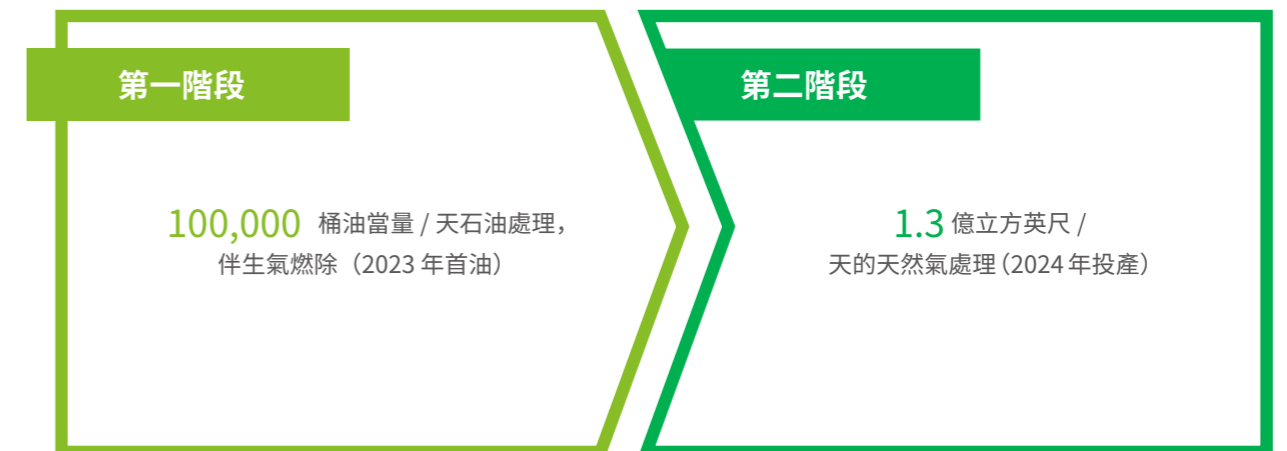 第一階段
100,000 桶油當量 / 天石油處理，
伴生氣燃除（2023 年首油）
第二階段
1.3 億立方英尺 /
天的天然氣處理（2024 年投產）